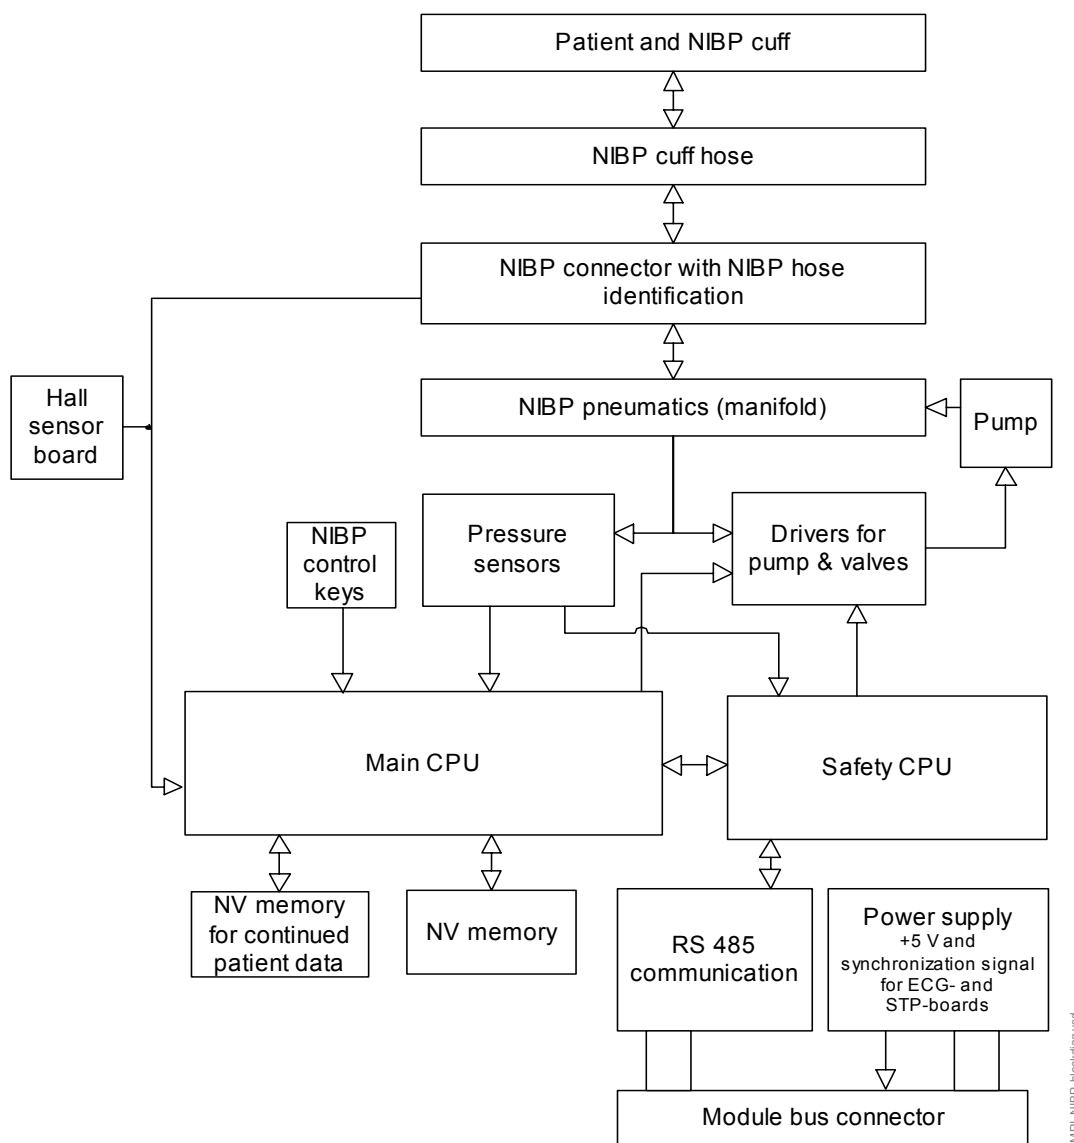 Patient and NIBP cuff
NIBP cuff hose
NIBP connector with NIBP hose
identification
Hall
sensor
board
NIBP pneumatics (manifold)
Pump
NIBP
control
keys
Pressure
sensors
Drivers for
pump & valves
Main CPU
Safety CPU
NV memory
for continued
patient data
NV memory
RS 485
communication
Power supply
+5 V and
synchronization signal
for ECG- and
STP-boards
Module bus connector